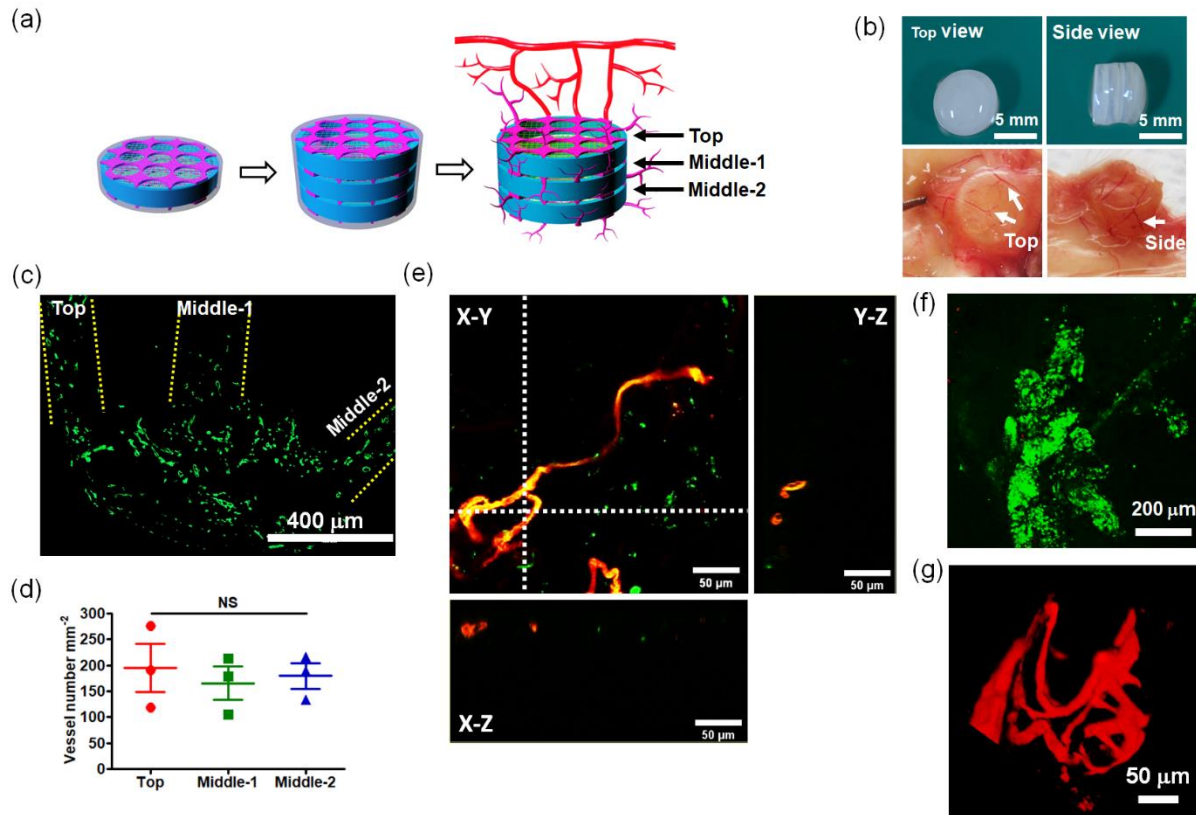 (a)
Top
Middle-1
Middle-2
(b)
Top view
Side view
5 mm
5 mm
Top
Side
(c)
Top
Middle-1
Middle-2
400 μm
(d)
NS
Vessel number mm-2
300
250
200
150
100
50
0
Top
Middle-1
Middle-2
(e)
X-Y
50 μm
Y-Z
50 μm
X-Z
50 μm
(f)
200 μm
(g)
50 μm